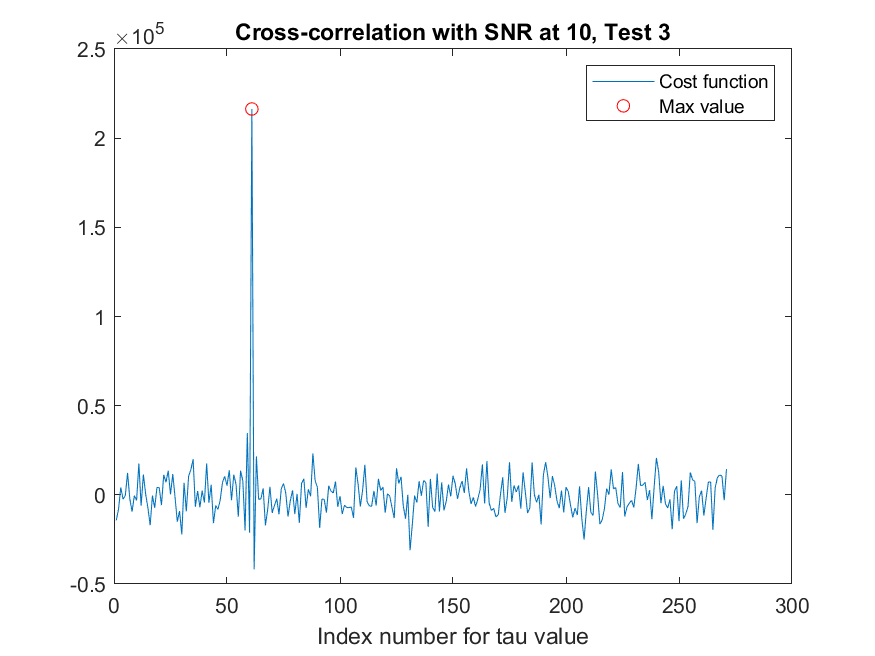 Cross-correlation with SNR at 10, Test 3
×10^5
2.5
2
1.5
1
0.5
0
-0.5
0 50 100 150 200 250 300
Index number for tau value
Cost function
Max value